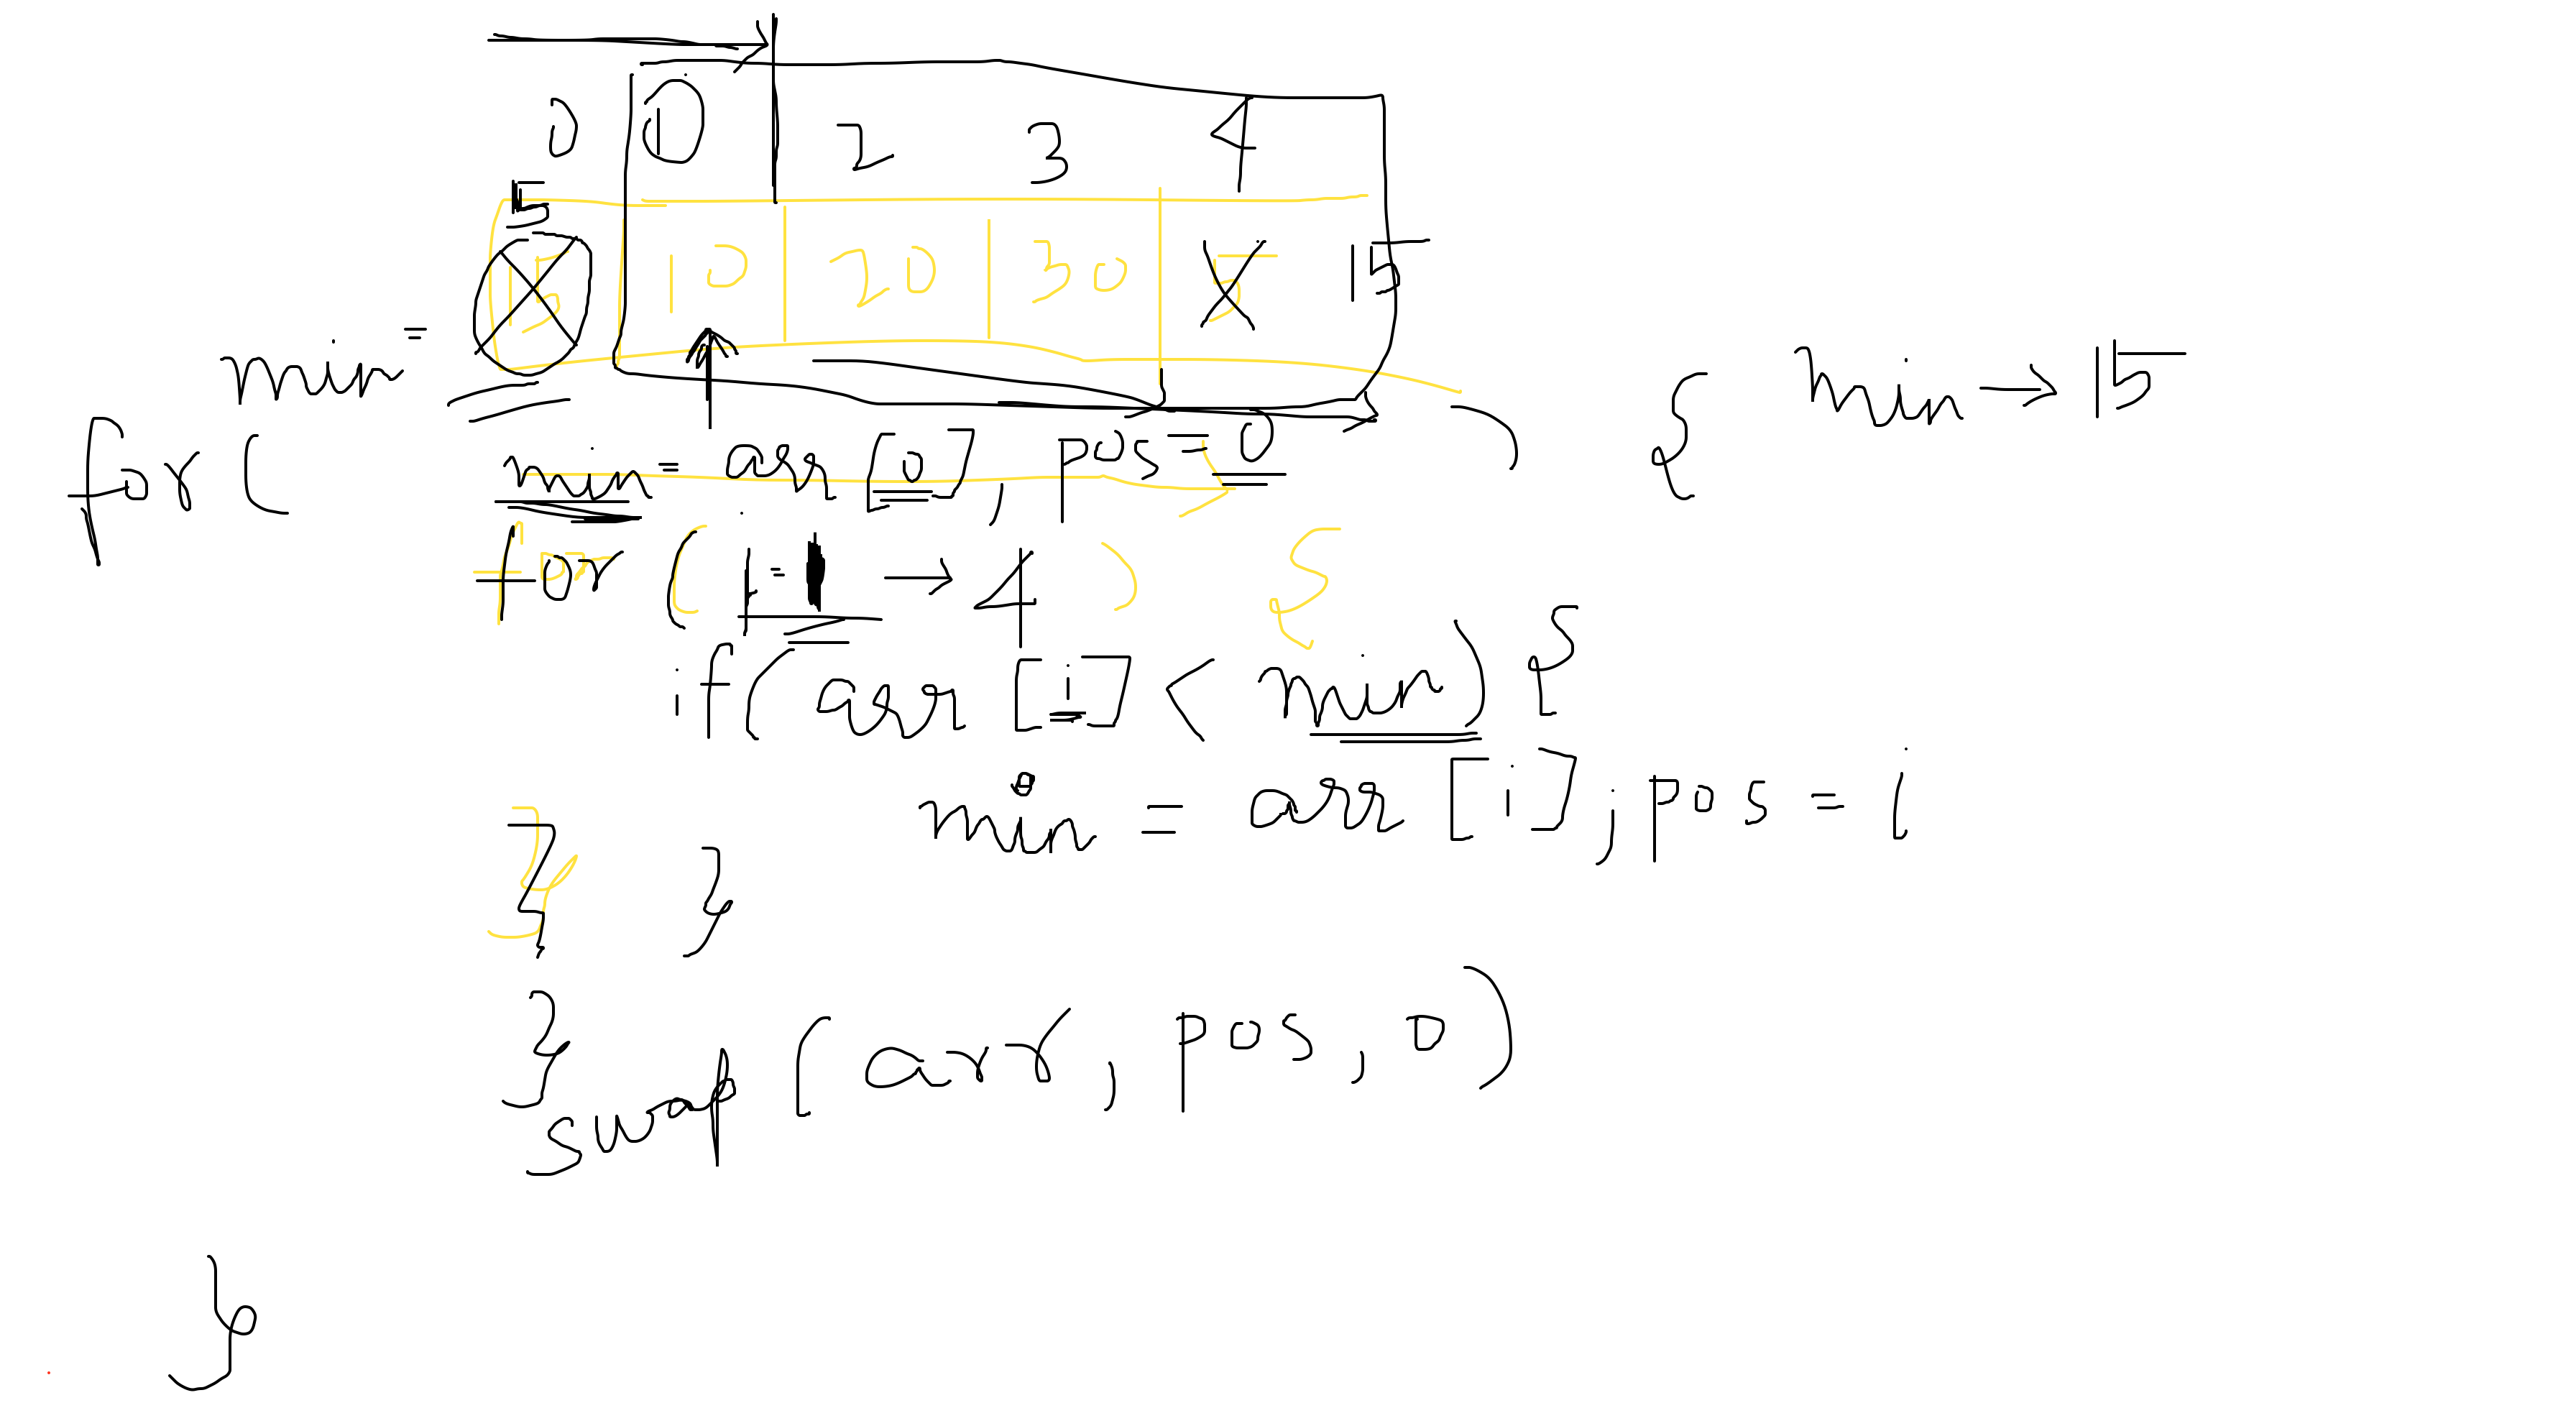 0 1 2 3 4
5
15 10 20 30 5 15
min =
min → 15
for ( ) {
min = arr [0], pos = 0
for ( i = 1 → 4 ) {
if ( arr [i] < min) {
min = arr [i], pos = i
} }
}
swap (arr, pos, 0)
}